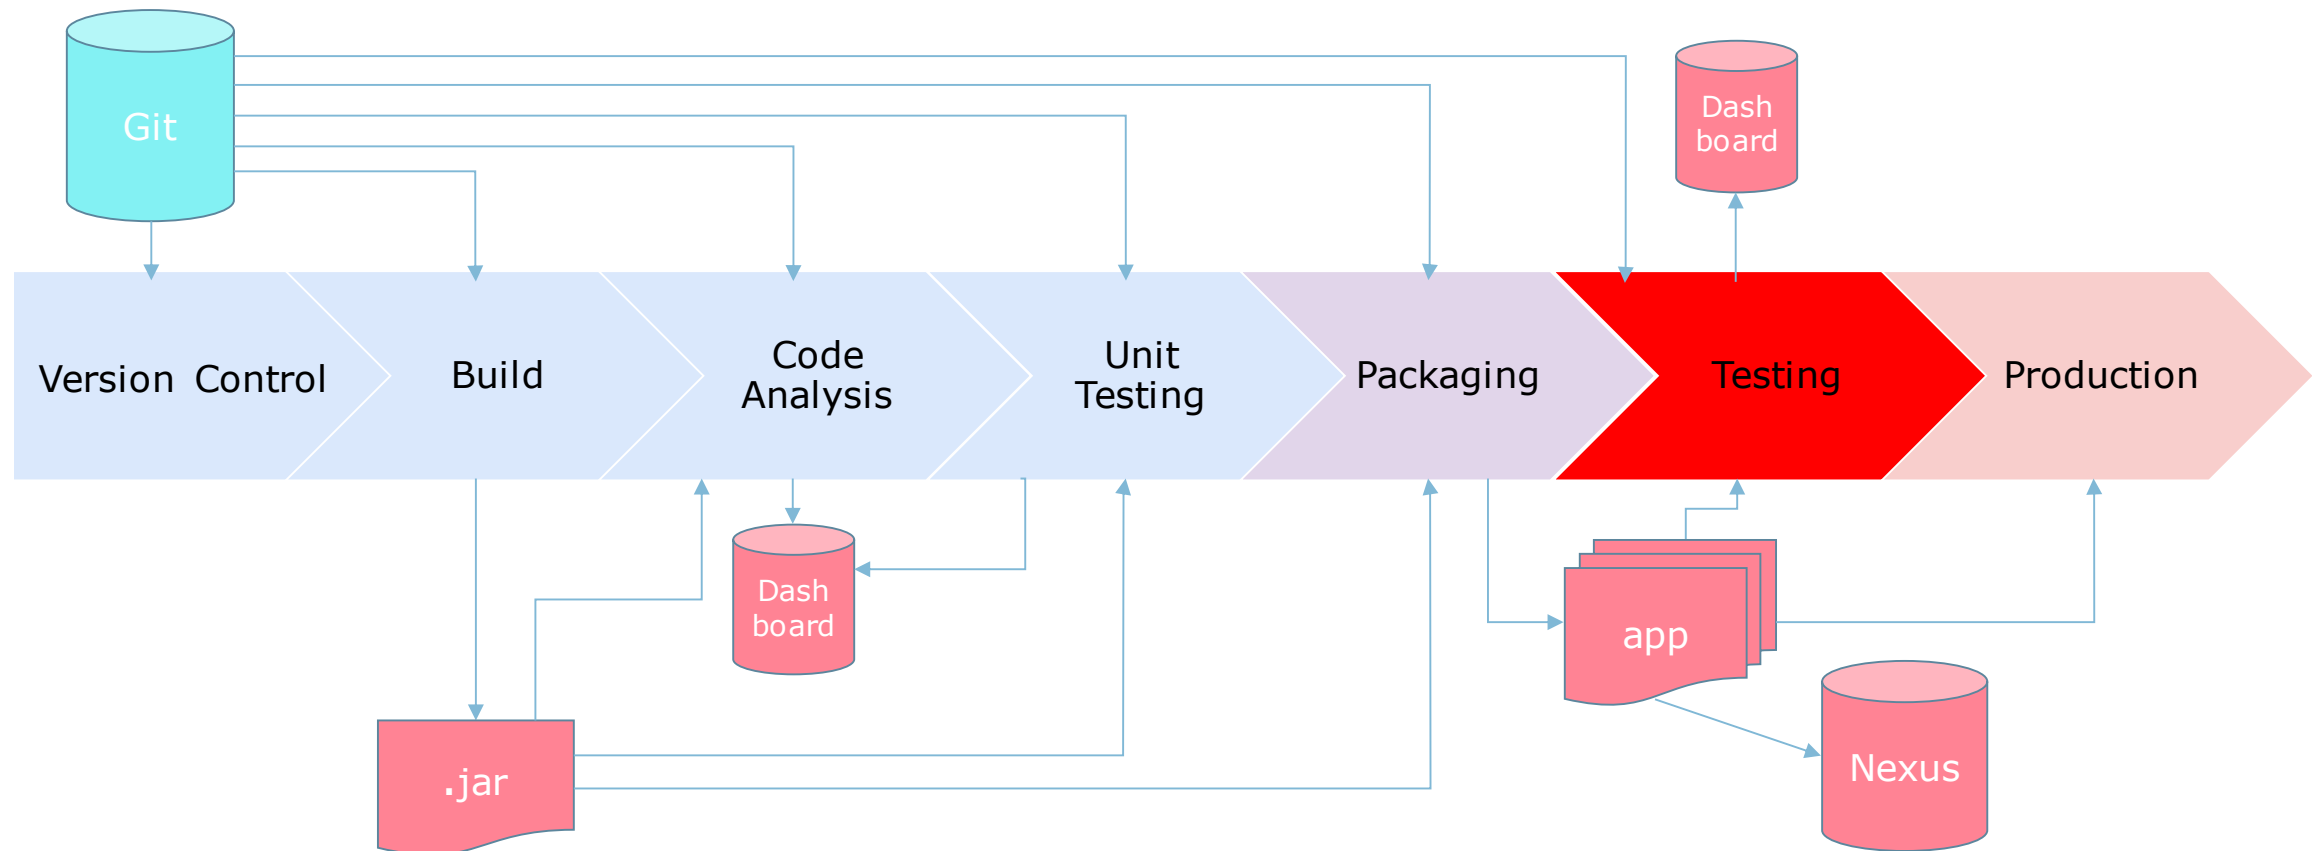 Git
Dash
board
Version Control
Build
Code
Analysis
Unit
Testing
Packaging
Testing
Production
Dash
board
app
.jar
Nexus